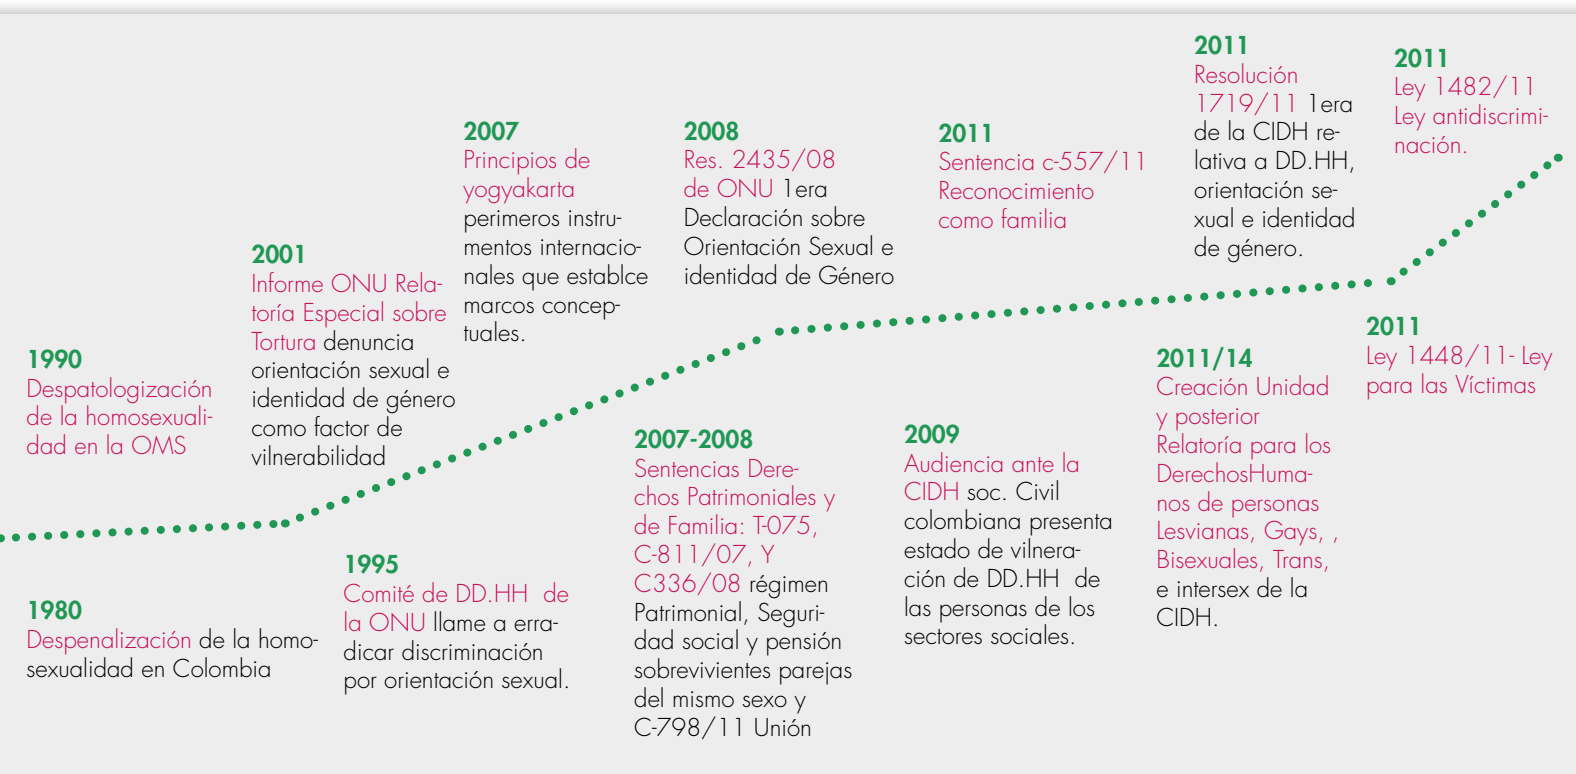 1990
Despatologización
de la homosexuali-
dad en la OMS
1980
Despenalización de la homo-
sexualidad en Colombia
2001
Informe ONU Rela-
toría Especial sobre
Tortura denuncia
orientación sexual e
identidad de género
como factor de
vilnerabilidad
1995
Comité de DD.HH  de
la ONU llame a erra-
dicar discriminación
por orientación sexual.
2007
Principios de
yogyakarta
perimeros instru-
mentos internacio-
nales que establce
marcos concep-
tuales.
2008
Res. 2435/08
de ONU 1era
Declaración sobre
Orientación Sexual e
identidad de Género
2007-2008
Sentencias Dere-
chos Patrimoniales y
de Familia: T-075,
C-811/07, Y
C336/08 régimen
Patrimonial, Seguri-
dad social y pensión
sobrevivientes parejas
del mismo sexo y
C-798/11 Unión
2011
Sentencia c-557/11
Reconocimiento
como familia
2009
Audiencia ante la
CIDH soc. Civil
colombiana presenta
estado de vilnera-
ción de DD.HH  de
las personas de los
sectores sociales.
2011
Resolución
1719/11 1era
de la CIDH re-
lativa a DD.HH,
orientación se-
xual e identidad
de género.
2011/14
Creación Unidad
y posterior
Relatoría para los
DerechosHuma-
nos de personas
Lesvianas, Gays, ,
Bisexuales, Trans,
e intersex de la
CIDH.
2011
Ley 1482/11
Ley antidiscrimi-
nación.
2011
Ley 1448/11- Ley
para las Víctimas